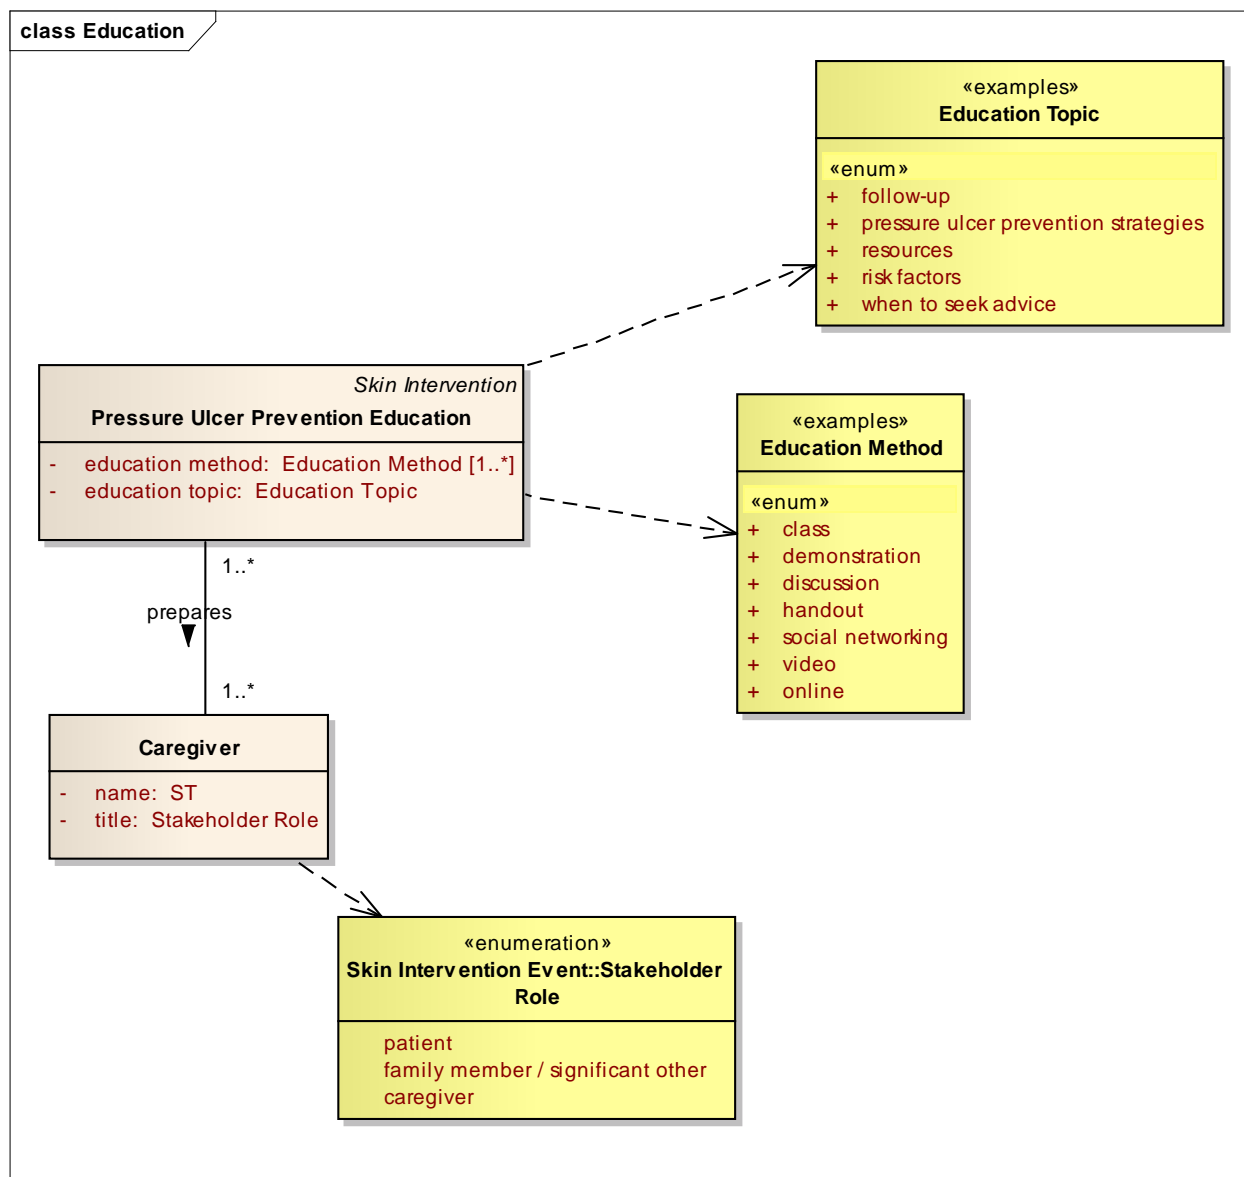 class Education
«examples»
Education Topic
«enum»
+ follow-up
+ pressure ulcer prevention strategies
+ resources
+ risk factors
+ when to seek advice
Skin Intervention
Pressure Ulcer Prevention Education
- education method: Education Method [1..*]
- education topic: Education Topic
«examples»
Education Method
«enum»
+ class
+ demonstration
+ discussion
+ handout
+ social networking
+ video
+ online
1..*
prepares
1..*
Caregiver
- name: ST
- title: Stakeholder Role
«enumeration»
Skin Intervention Event::Stakeholder
Role
patient
family member / significant other
caregiver